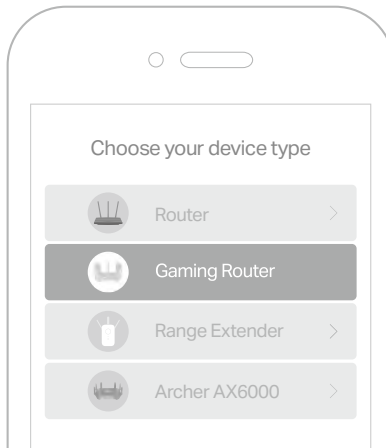 Choose your device type
Router
Gaming Router
Range Extender
Archer AX6000